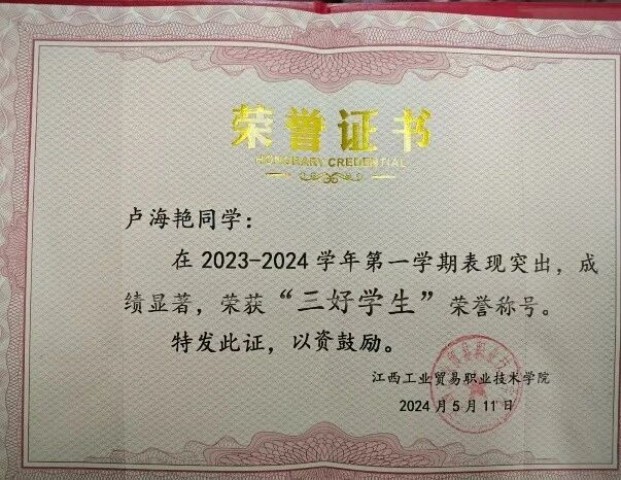 荣誉证书
HONORARY CREDENTIAL
卢海艳同学：
在 2023-2024 学年第一学期表现突出，成
绩显著，荣获“三好学生”荣誉称号。
特发此证，以资鼓励。
江西工业贸易职业技术学院
2024 月 5 月 11 日